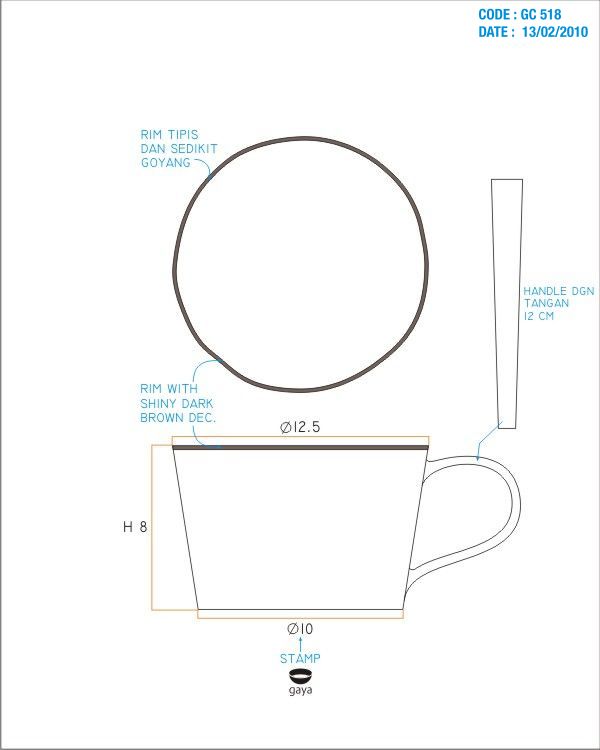 CODE : GC 518
DATE : 13/02/2010
RIM TIPIS
DAN SEDIKIT
GOYANG
HANDLE DGN
TANGAN
12 CM
RIM WITH
SHINY DARK
BROWN DEC.
Ø12.5
H 8
Ø10
STAMP
gaya